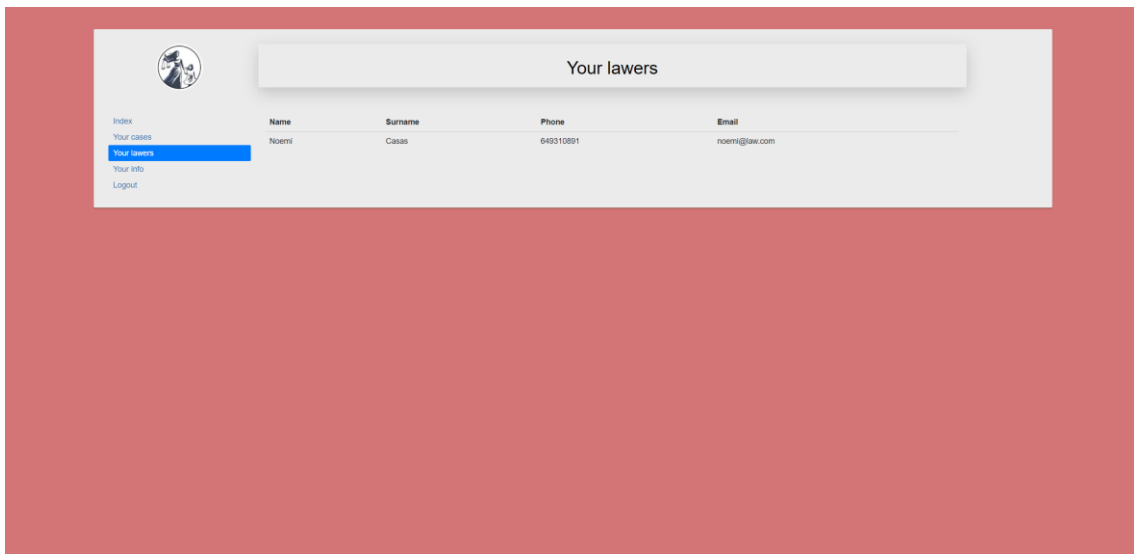 Your lawers
Index
Your cases
Your lawers
Your info
Logout
Name Surname Phone Email
Noemi Casas 649310891 noemi@law.com